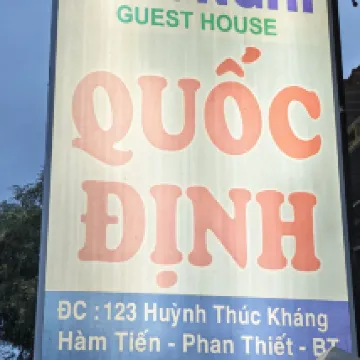 GUEST HOUSE
QUỐC
ĐỊNH
ĐC : 123 Huỳnh Thúc Kháng
Hàm Tiến - Phan Thiết - BT